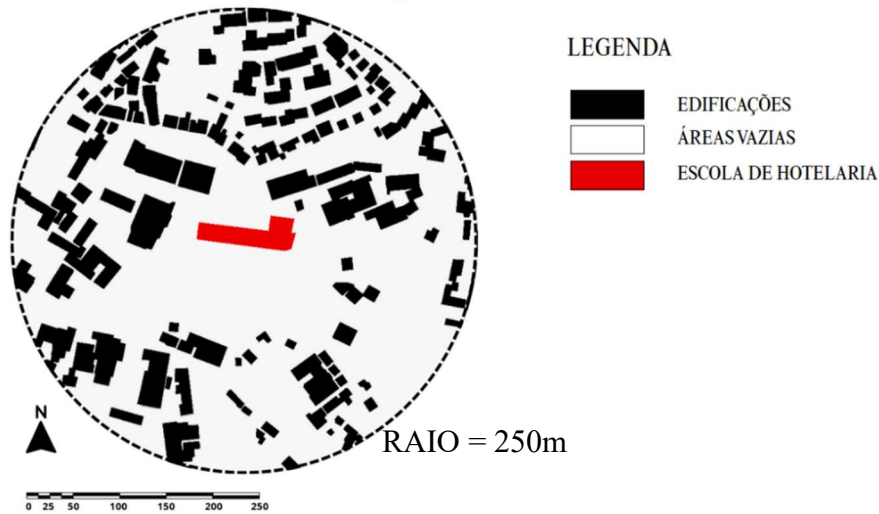 LEGENDA
EDIFICAÇÕES
ÁREAS VAZIAS
ESCOLA DE HOTELARIA
N
RAIO = 250m
0 25 50 100 150 200 250